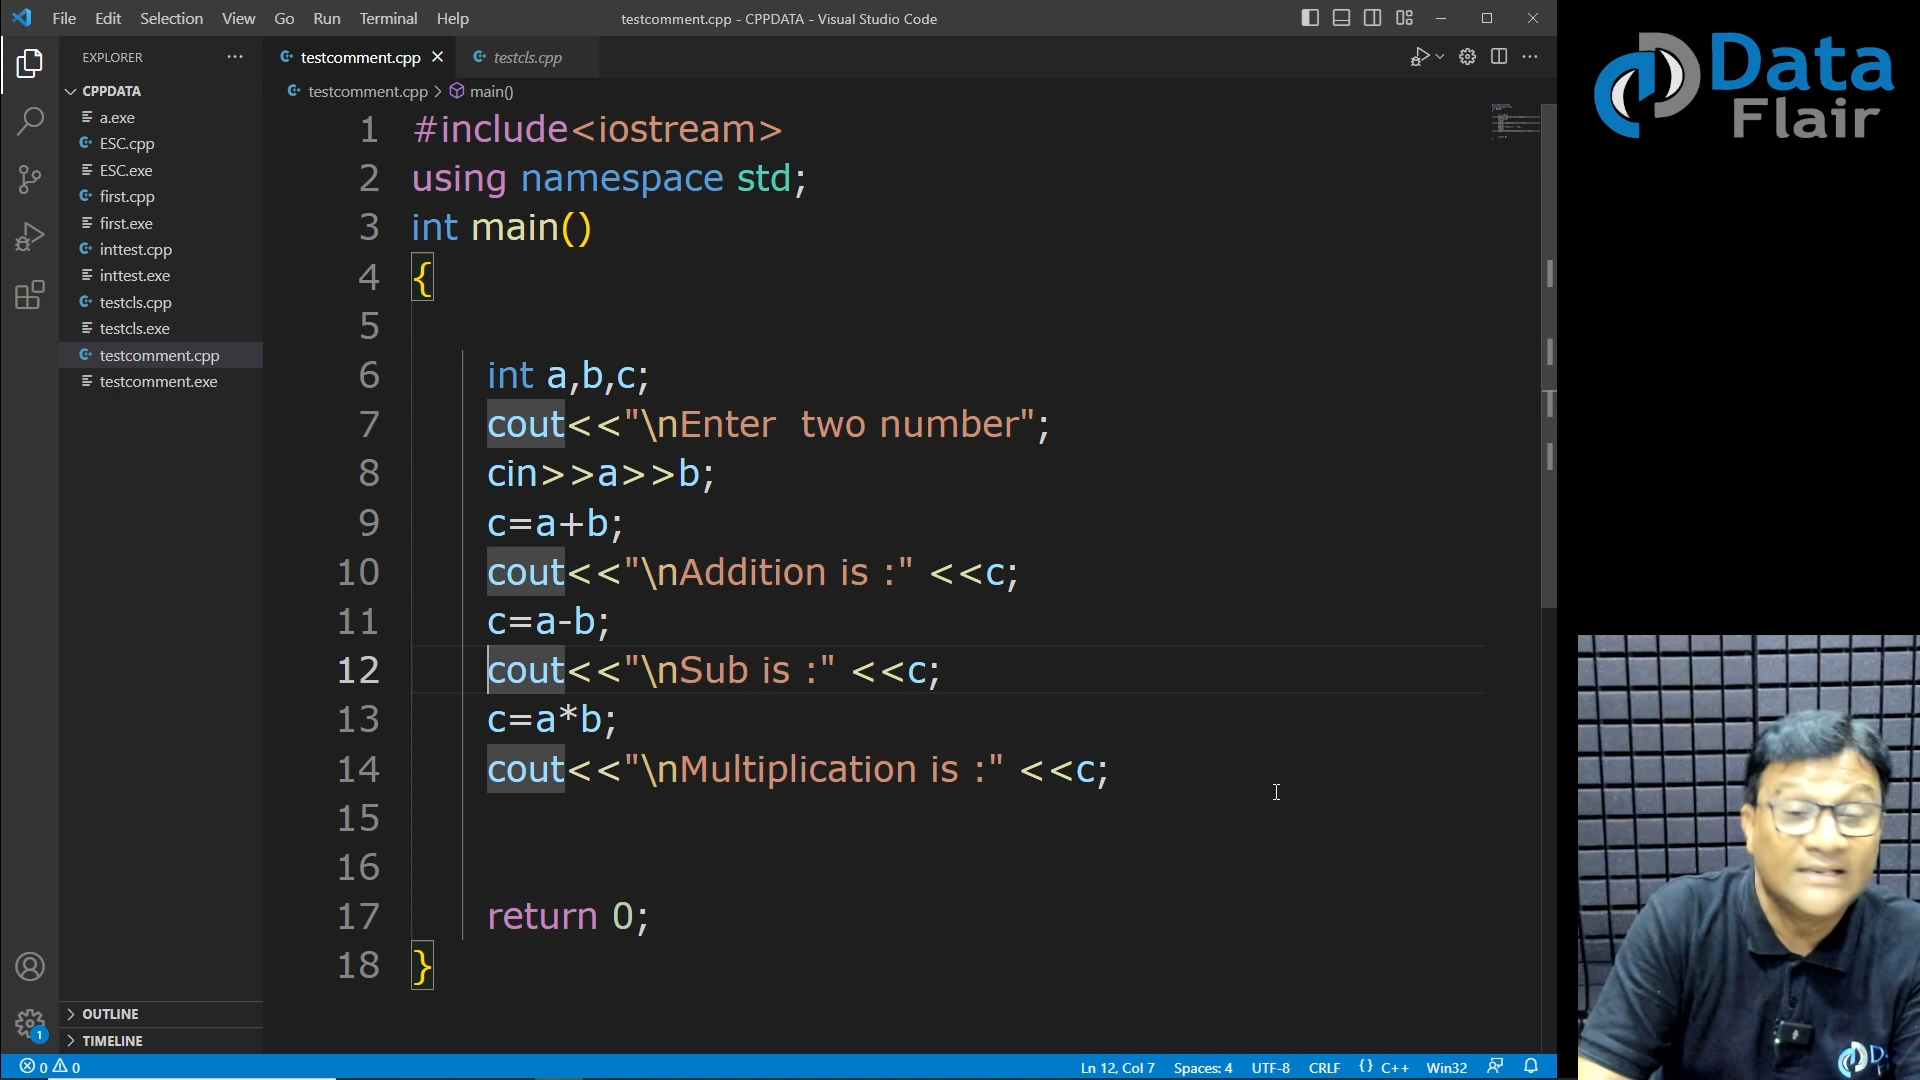 File Edit Selection View Go Run Terminal Help
testcomment.cpp - CPPDATA - Visual Studio Code
EXPLORER
CPPDATA
a.exe
ESC.cpp
ESC.exe
first.cpp
first.exe
inttest.cpp
inttest.exe
testcls.cpp
testcls.exe
testcomment.cpp
testcomment.exe
OUTLINE
TIMELINE
1
testcomment.cpp
testcls.cpp
testcomment.cpp > main()
1 #include<iostream>
2 using namespace std;
3 int main()
4 {
5
6 int a,b,c;
7 cout<<"\nEnter  two number";
8 cin>>a>>b;
9 c=a+b;
10 cout<<"\nAddition is :" <<c;
11 c=a-b;
12 cout<<"\nSub is :" <<c;
13 c=a*b;
14 cout<<"\nMultiplication is :" <<c;
15
16
17 return 0;
18 }
0 0
Ln 12, Col 7 Spaces: 4 UTF-8 CRLF {} C++ Win32
Data
Flair